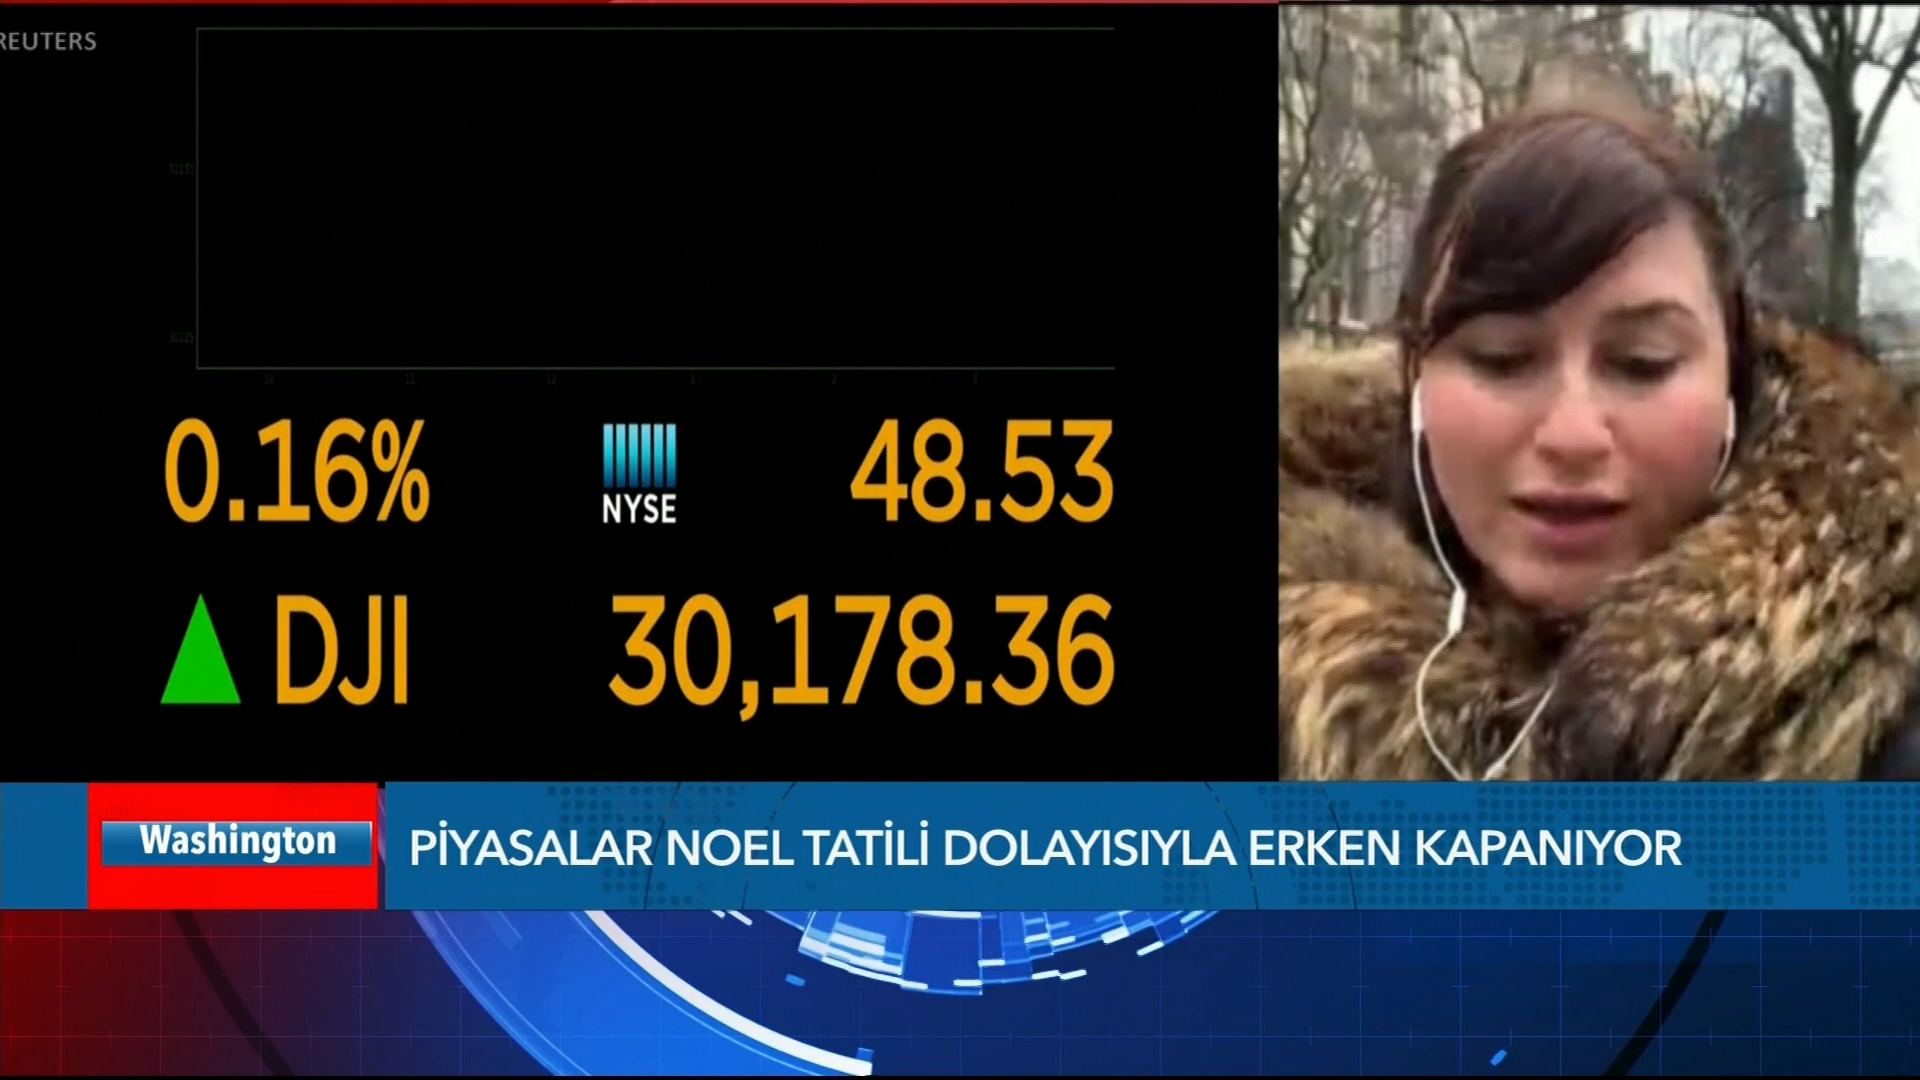 REUTERS
0.16%
NYSE
48.53
DJI
30,178.36
Washington
PİYASALAR NOEL TATİLİ DOLAYISIYLA ERKEN KAPANIYOR